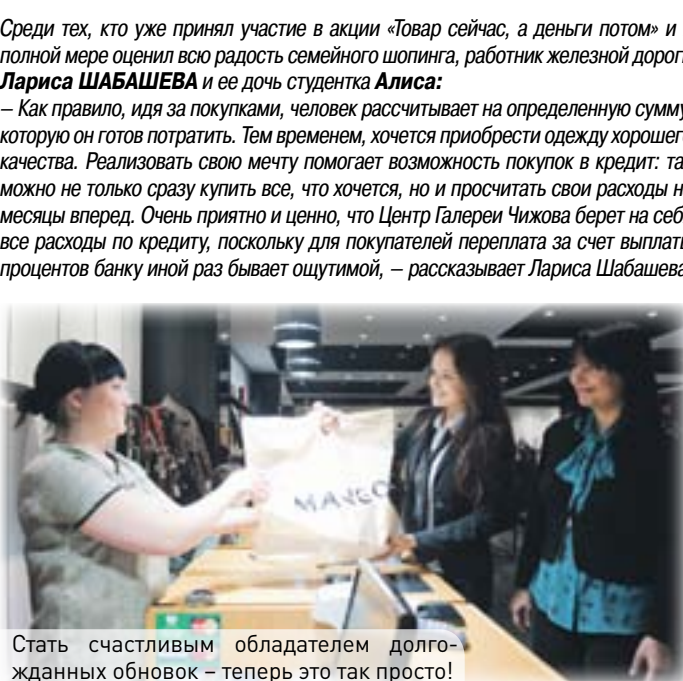 Среди тех, кто уже принял участие в акции «Товар сейчас, а деньги потом» и
полной мере оценил всю радость семейного шопинга, работник железной дорог
Лариса ШАБАШЕВА и ее дочь студентка Алиса:
– Как правило, идя за покупками, человек рассчитывает на определенную сумму
которую он готов потратить. Тем временем, хочется приобрести одежду хорошег
качества. Реализовать свою мечту помогает возможность покупок в кредит: та
можно не только сразу купить все, что хочется, но и просчитать свои расходы н
месяцы вперед. Очень приятно и ценно, что Центр Галереи Чижова берет на себ
все расходы по кредиту, поскольку для покупателей переплата за счет выплат
процентов банку иной раз бывает ощутимой, – рассказывает Лариса Шабашева
MANGO
Стать счастливым обладателем долго-
жданных обновок – теперь это так просто!